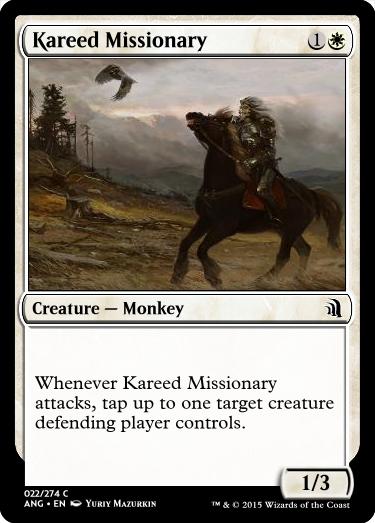 Kareed Missionary 1
Creature — Monkey
Whenever Kareed Missionary
attacks, tap up to one target creature
defending player controls.
1/3
022/274 C
ANG • EN Yuriy Mazurkin
™ & © 2015 Wizards of the Coast